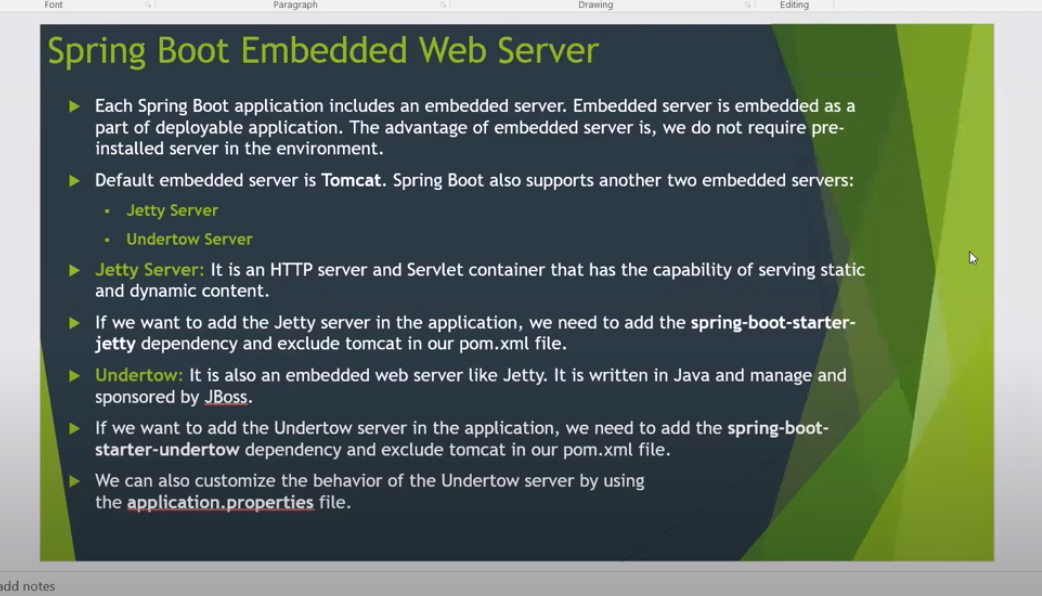 Font
Paragraph
Drawing
Editing
Spring Boot Embedded Web Server
Each Spring Boot application includes an embedded server. Embedded server is embedded as a
part of deployable application. The advantage of embedded server is, we do not require pre-
installed server in the environment.
Default embedded server is Tomcat. Spring Boot also supports another two embedded servers:
Jetty Server
Undertow Server
Jetty Server: It is an HTTP server and Servlet container that has the capability of serving static
and dynamic content.
If we want to add the Jetty server in the application, we need to add the spring-boot-starter-
jetty dependency and exclude tomcat in our pom.xml file.
Undertow: It is also an embedded web server like Jetty. It is written in Java and manage and
sponsored by JBoss.
If we want to add the Undertow server in the application, we need to add the spring-boot-
starter-undertow dependency and exclude tomcat in our pom.xml file.
We can also customize the behavior of the Undertow server by using
the application.properties file.
add notes